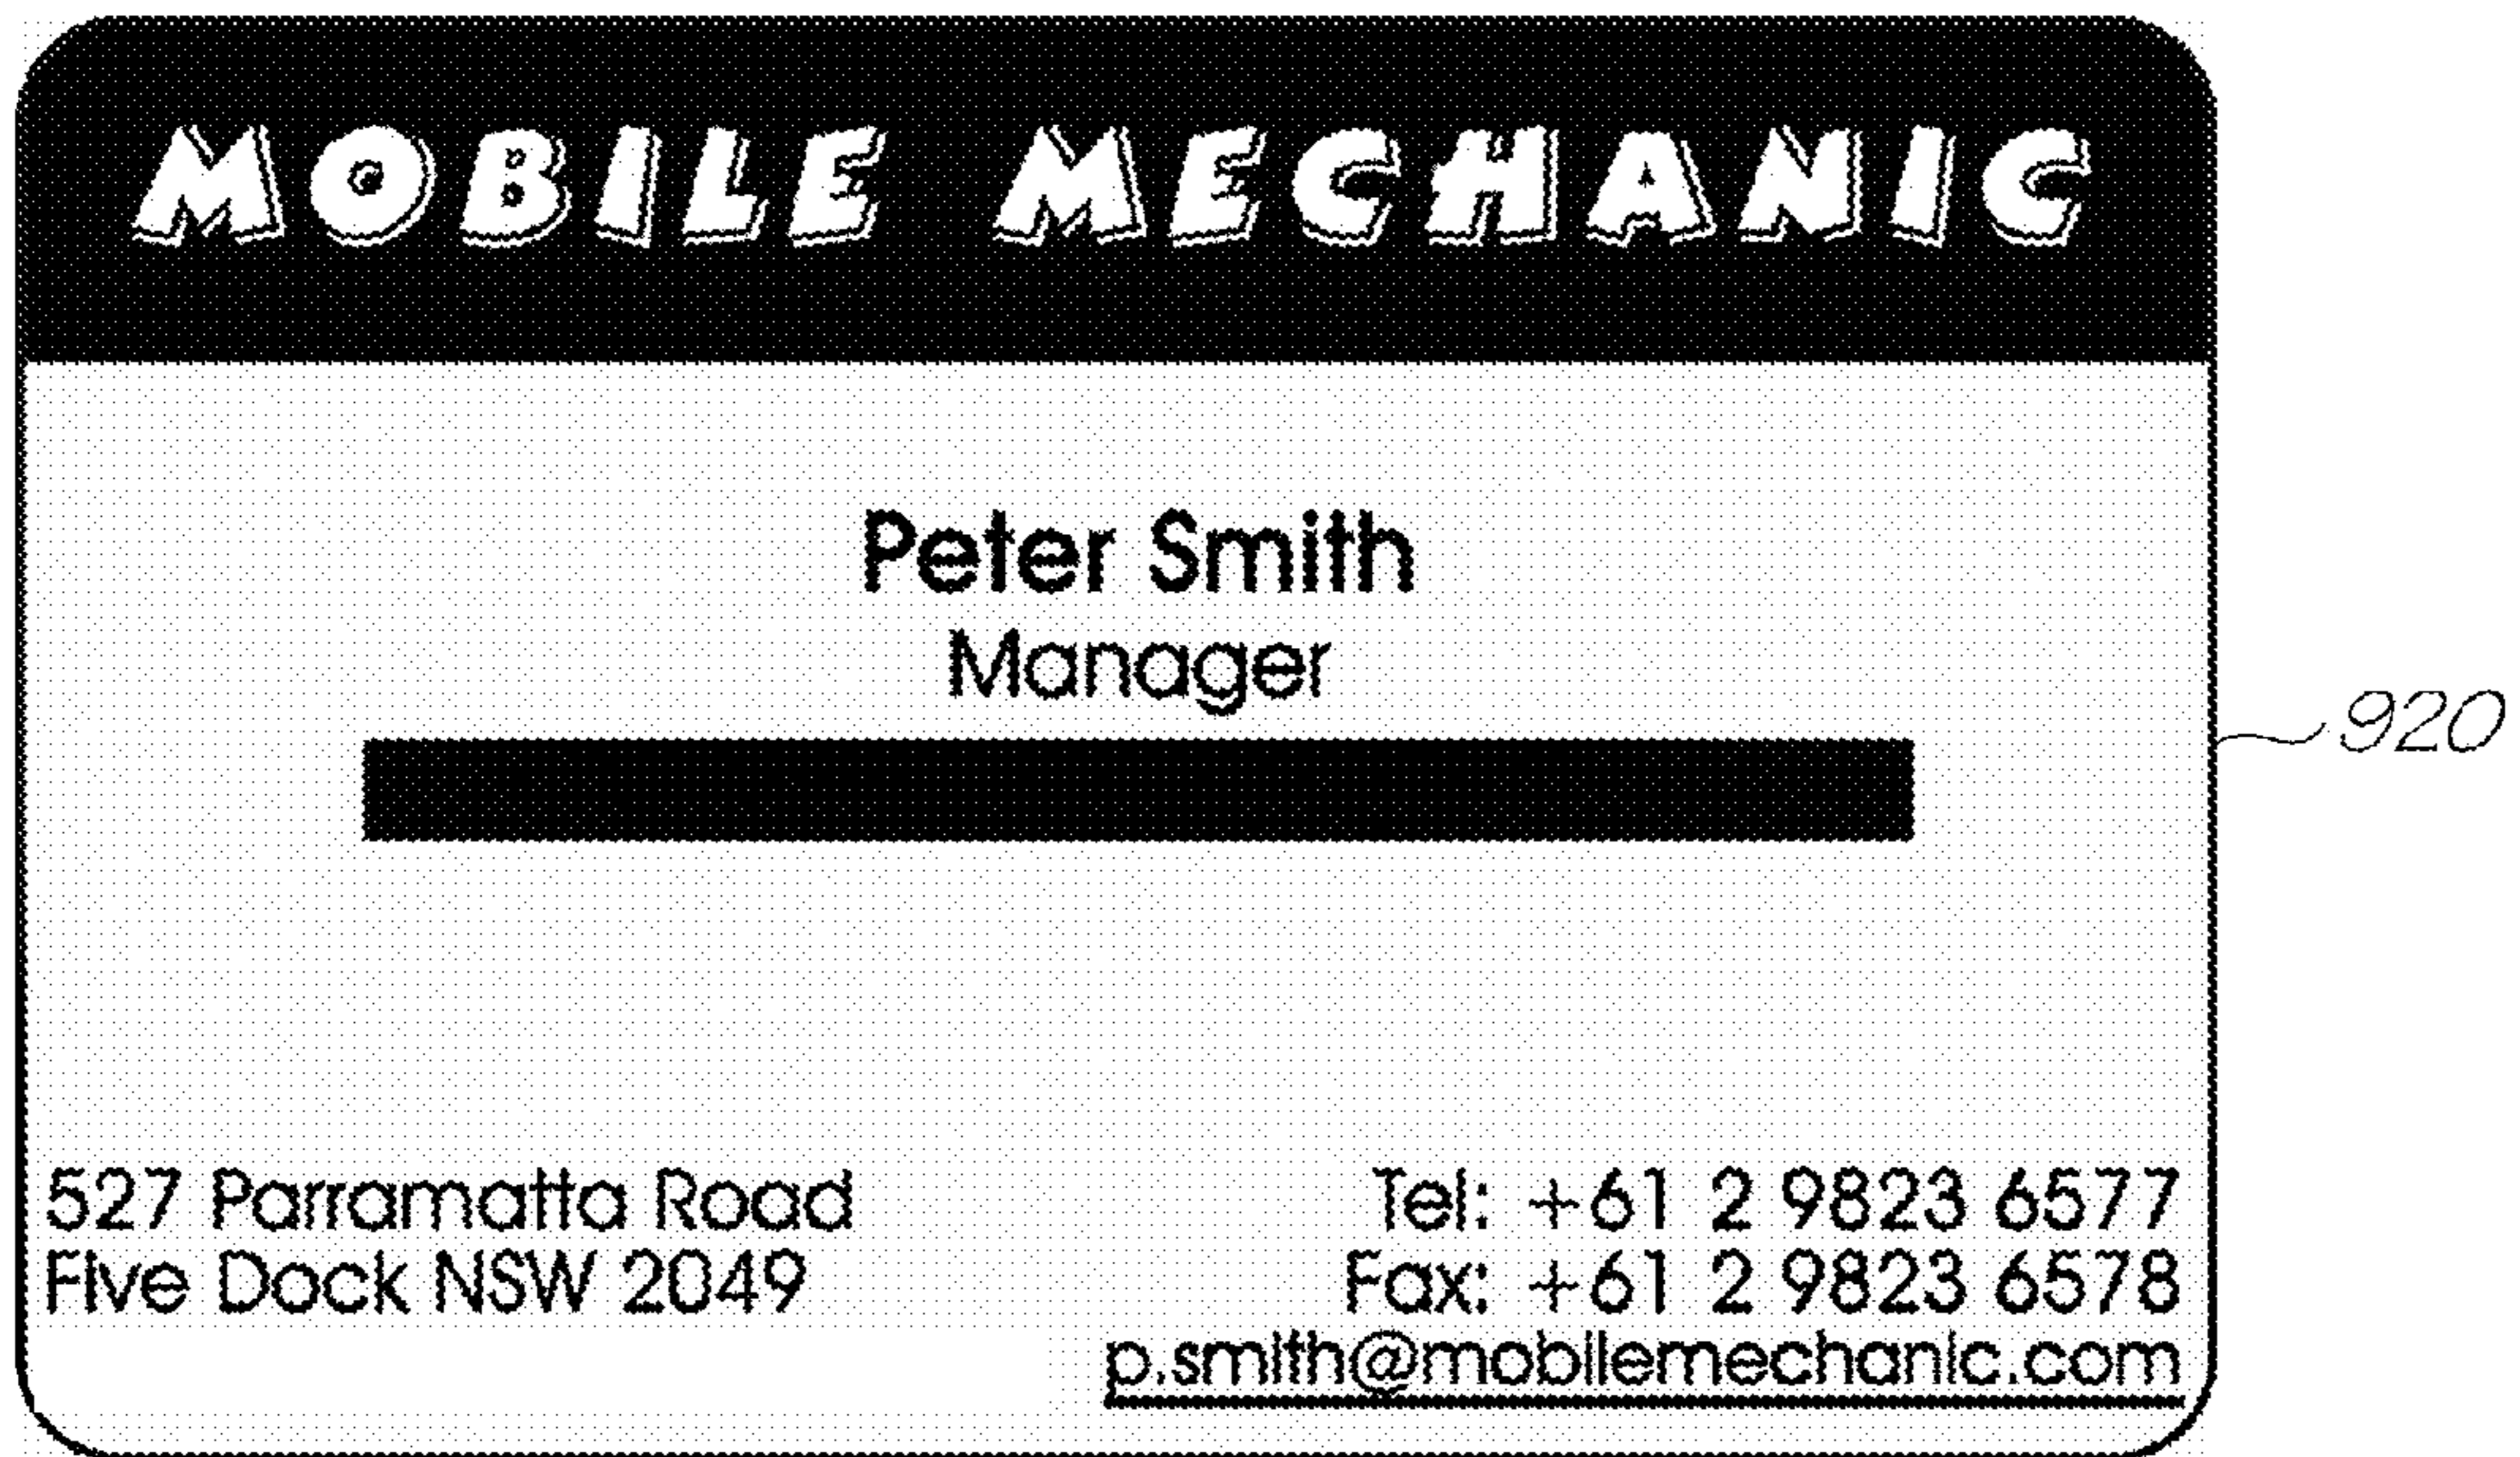 MOBILE MECHANIC
Peter Smith
Manager
920
527 Parramatta Road
Five Dock NSW 2049
Tel: +61 2 9823 6577
Fax: +61 2 9823 6578
p.smith@mobilemechanic.com